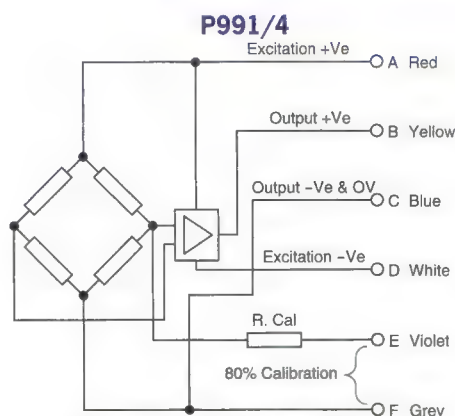 P991/4
Excitation +Ve
A Red
Output +Ve
B Yellow
Output –Ve & OV
C Blue
Excitation –Ve
D White
R. Cal
E Violet
80% Calibration
F Grey